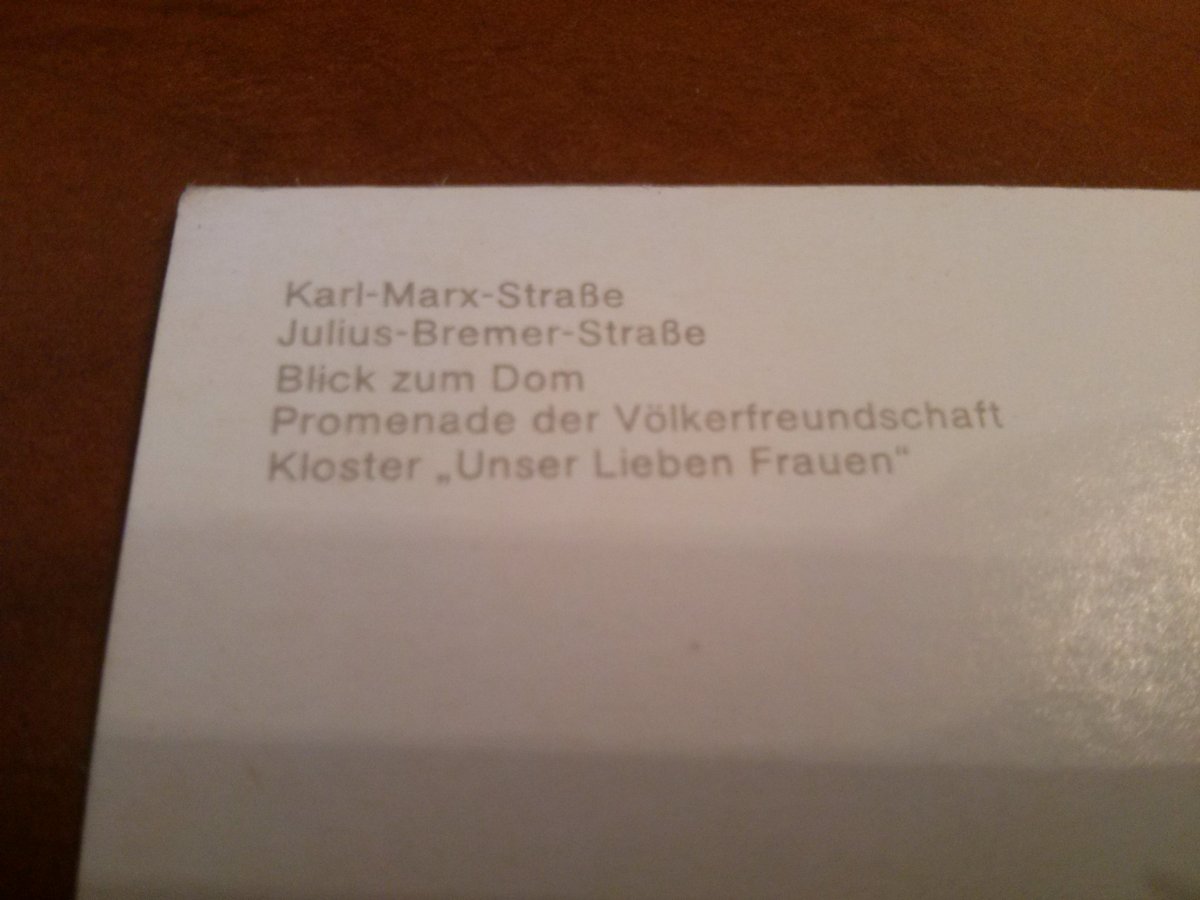 Karl-Marx-Straße
Julius-Bremer-Straße
Blick zum Dom
Promenade der Völkerfreundschaft
Kloster „Unser Lieben Frauen“